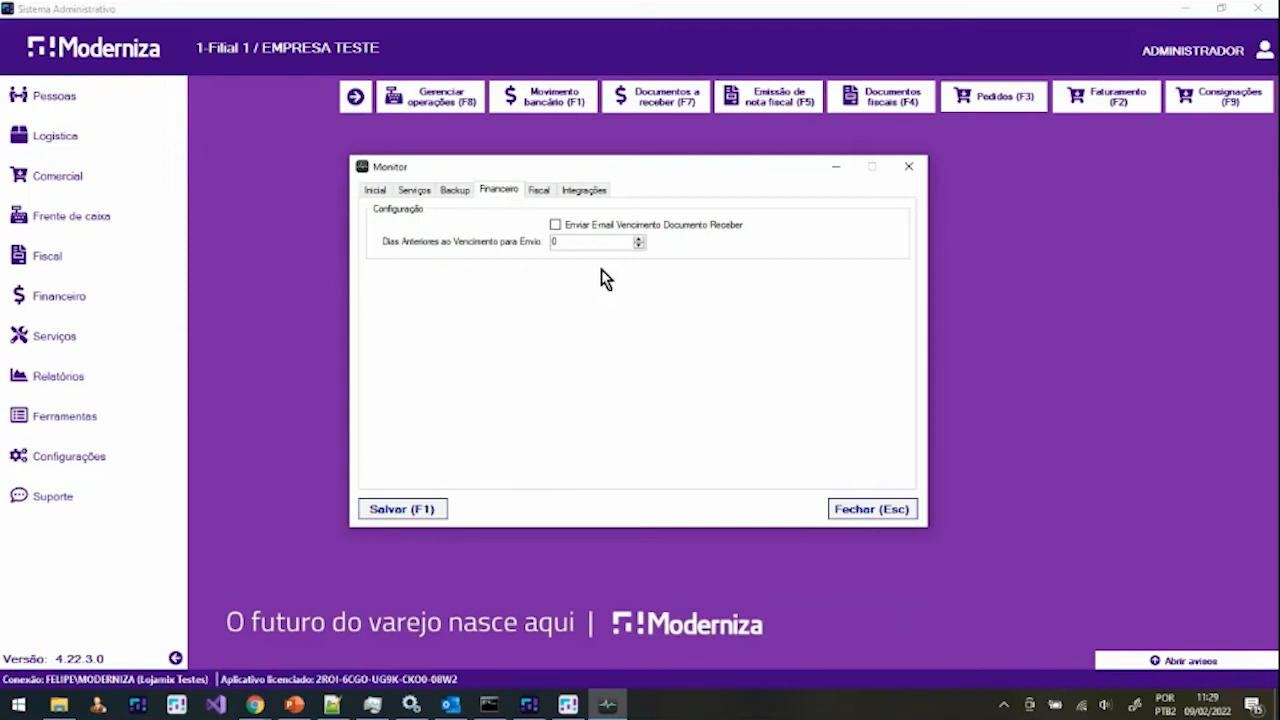 Sistema Administrativo
Moderniza
1-Filial 1 / EMPRESA TESTE
ADMINISTRADOR
Pessoas
Logística
Comercial
Frente de caixa
Fiscal
Financeiro
Serviços
Relatórios
Ferramentas
Configurações
Suporte
Gerenciar
operações (F8)
Movimento
bancário (F1)
Documentos a
receber (F7)
Emissão de
nota fiscal (F5)
Documentos
fiscais (F4)
Pedidos (F3)
Faturamento
(F2)
Consignações
(F9)
Monitor
Inicial Serviços Backup Financeiro Fiscal Integrações
Configuração
Enviar Email Vencimento Documento Receber
Dias Anteriores ao Vencimento para Envio: 0
Salvar (F1)
Fechar (Esc)
O futuro do varejo nasce aqui | Moderniza
Versão: 4.22.3.0
Abrir avisos
Conexão: FELIPE\MODERNIZA (Lojamix Testes) Aplicativo licenciado: 2ROI-6CGO-UG9K-CKO0-08W2
POR
PTB2
11:29
09/02/2022
15